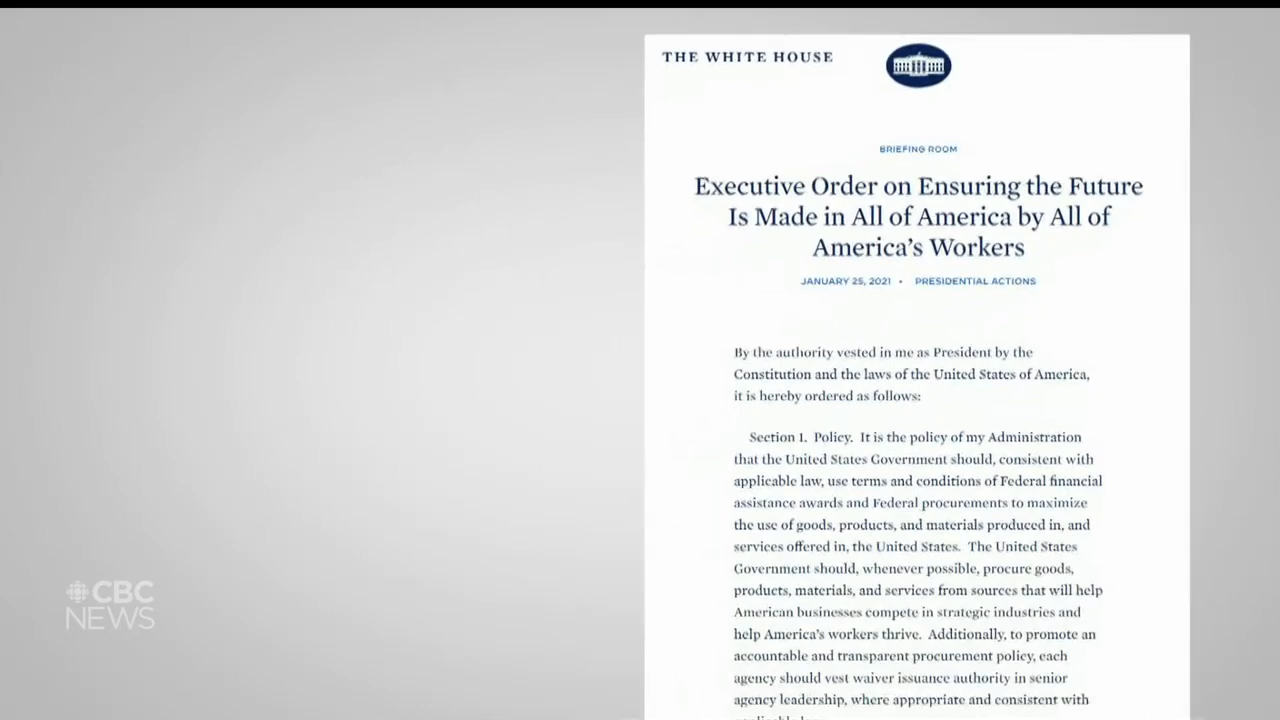 THE WHITE HOUSE
BRIEFING ROOM
Executive Order on Ensuring the Future
Is Made in All of America by All of
America's Workers
JANUARY 25, 2021 • PRESIDENTIAL ACTIONS
By the authority vested in me as President by the
Constitution and the laws of the United States of America,
it is hereby ordered as follows:
Section 1. Policy. It is the policy of my Administration
that the United States Government should, consistent with
applicable law, use terms and conditions of Federal financial
assistance awards and Federal procurements to maximize
the use of goods, products, and materials produced in, and
services offered in, the United States. The United States
Government should, whenever possible, procure goods,
products, materials, and services from sources that will help
American businesses compete in strategic industries and
help America's workers thrive. Additionally, to promote an
accountable and transparent procurement policy, each
agency should vest waiver issuance authority in senior
agency leadership, where appropriate and consistent with
CBC
NEWS